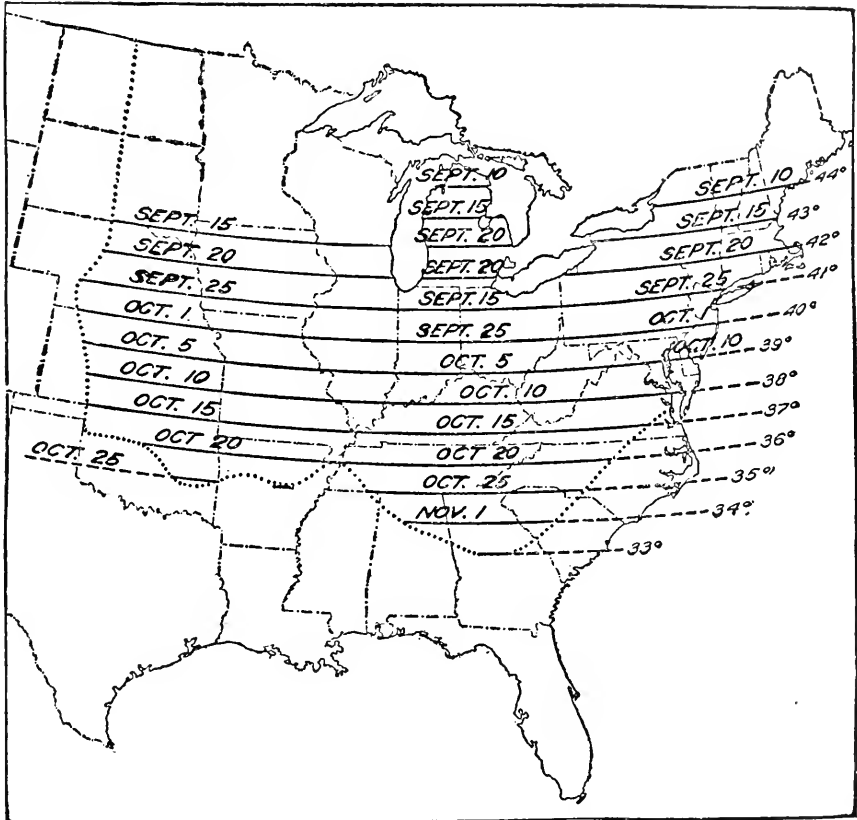 SEPT. 10
SEPT. 10
44°
SEPT. 15
SEPT. 15
SEPT. 15
43°
SEPT. 20
SEPT. 20
SEPT. 20
42°
SEPT. 20
SEPT. 25
SEPT. 25
41°
SEPT. 15
OCT. 1
OCT.
40°
SEPT. 25
OCT. 5
OCT. 5
OCT. 10
39°
OCT. 10
OCT. 10
38°
OCT. 15
OCT. 15
37°
OCT 20
OCT 20
36°
OCT. 25
OCT. 25
35°
NOV. 1
34°
33°